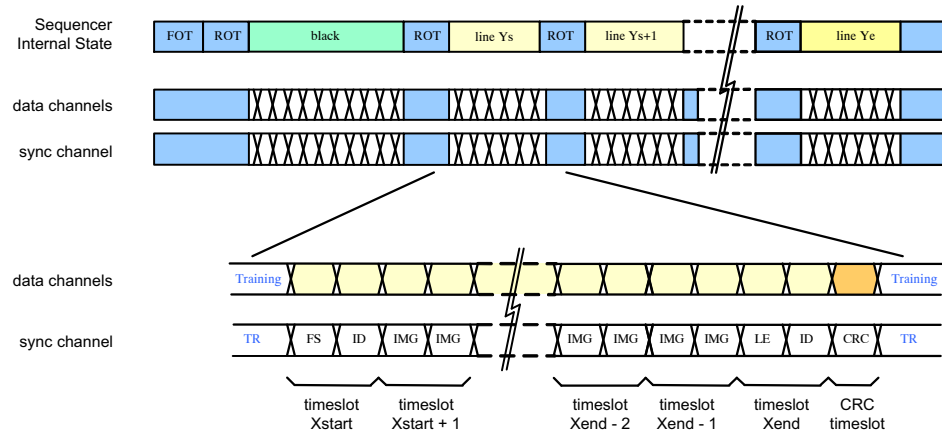 Sequencer
Internal State
FOT ROT black ROT line Ys ROT line Ys+1 ROT line Ye
data channels
sync channel
data channels Training Training
sync channel TR FS ID IMG IMG IMG IMG IMG IMG LE ID CRC TR
timeslot timeslot timeslot timeslot timeslot CRC
Xstart Xstart + 1 Xend - 2 Xend - 1 Xend timeslot